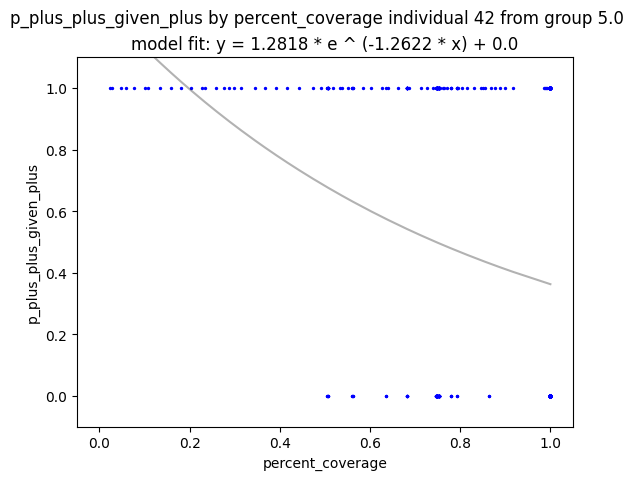 p_plus_plus_given_plus by percent_coverage individual 42 from group 5.0
model fit: y = 1.2818 * e ^ (-1.2622 * x) + 0.0
1.0
0.8
0.6
0.4
0.2
0.0
p_plus_plus_given_plus
0.0 0.2 0.4 0.6 0.8 1.0
percent_coverage